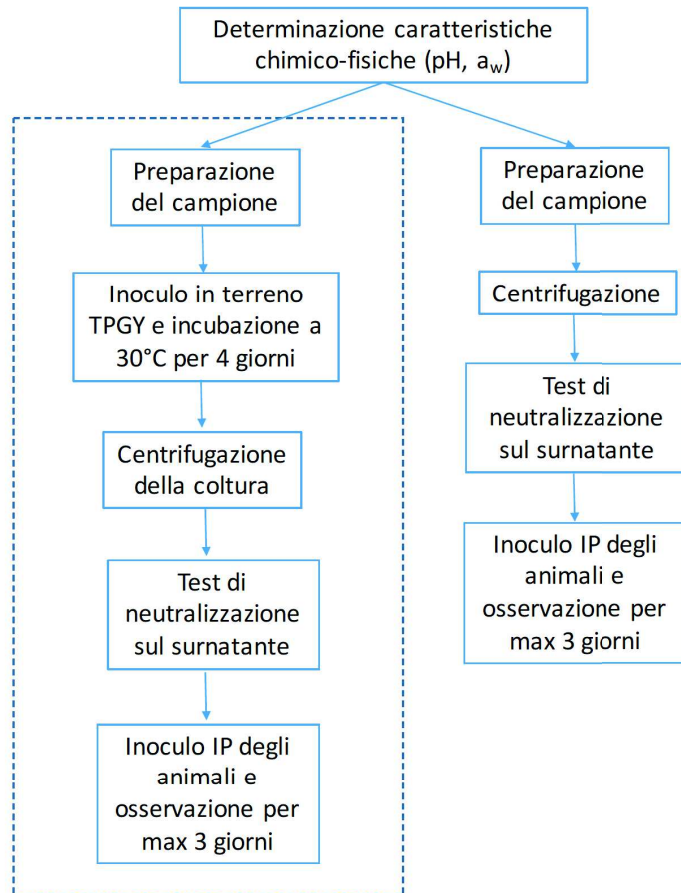 Determinazione caratteristiche
chimico-fisiche (pH, aw)
Preparazione
del campione
Inoculo in terreno
TPGY e incubazione a
30°C per 4 giorni
Centrifugazione
della coltura
Test di
neutralizzazione
sul surnatante
Inoculo IP degli
animali e
osservazione per
max 3 giorni
Preparazione
del campione
Centrifugazione
Test di
neutralizzazione
sul surnatante
Inoculo IP degli
animali e
osservazione per
max 3 giorni